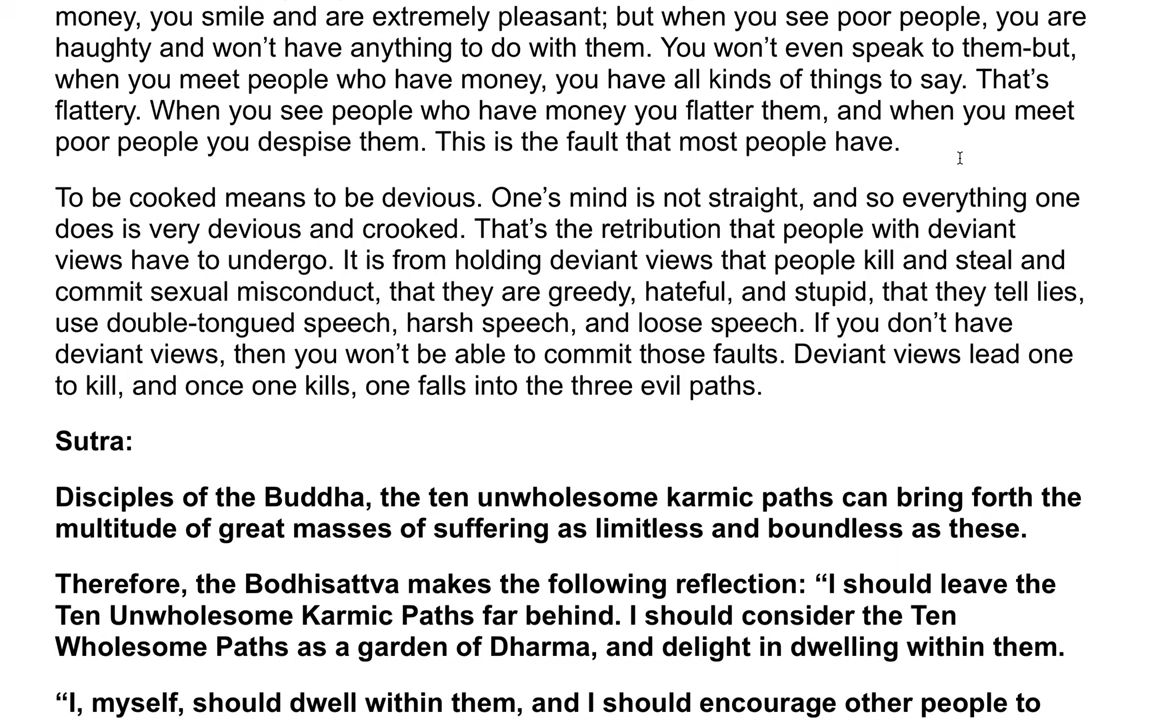 money, you smile and are extremely pleasant; but when you see poor people, you are
haughty and won’t have anything to do with them. You won’t even speak to them-but,
when you meet people who have money, you have all kinds of things to say. That’s
flattery. When you see people who have money you flatter them, and when you meet
poor people you despise them. This is the fault that most people have.
To be cooked means to be devious. One’s mind is not straight, and so everything one
does is very devious and crooked. That’s the retribution that people with deviant
views have to undergo. It is from holding deviant views that people kill and steal and
commit sexual misconduct, that they are greedy, hateful, and stupid, that they tell lies,
use double-tongued speech, harsh speech, and loose speech. If you don’t have
deviant views, then you won’t be able to commit those faults. Deviant views lead one
to kill, and once one kills, one falls into the three evil paths.
Sutra:
Disciples of the Buddha, the ten unwholesome karmic paths can bring forth the
multitude of great masses of suffering as limitless and boundless as these.
Therefore, the Bodhisattva makes the following reflection: “I should leave the
Ten Unwholesome Karmic Paths far behind. I should consider the Ten
Wholesome Paths as a garden of Dharma, and delight in dwelling within them.
“I, myself, should dwell within them, and I should encourage other people to